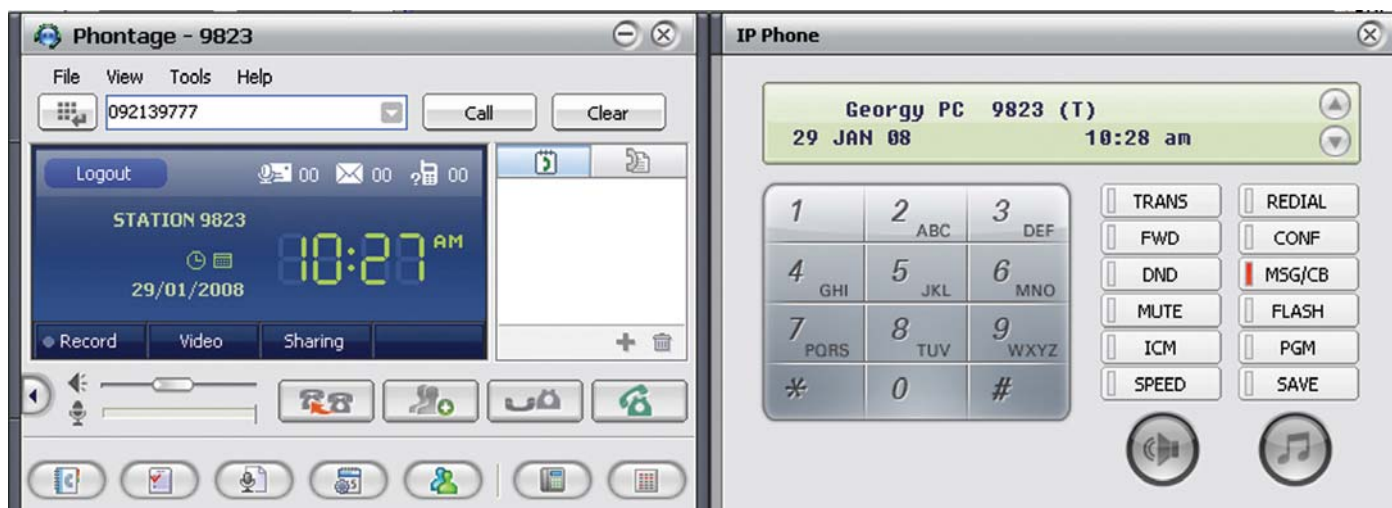 Phontage - 9823
File View Tools Help
092139777 Call Clear
Logout 00 00 00
STATION 9823
10:27 AM
29/01/2008
Record Video Sharing
IP Phone
Georgy PC 9823 (T)
29 JAN 08 10:28 am
1 2 ABC 3 DEF
4 GHI 5 JKL 6 MNO
7 PQRS 8 TUV 9 WXYZ
* 0 #
TRANS REDIAL
FWD CONF
DND MSG/CB
MUTE FLASH
ICM PGM
SPEED SAVE